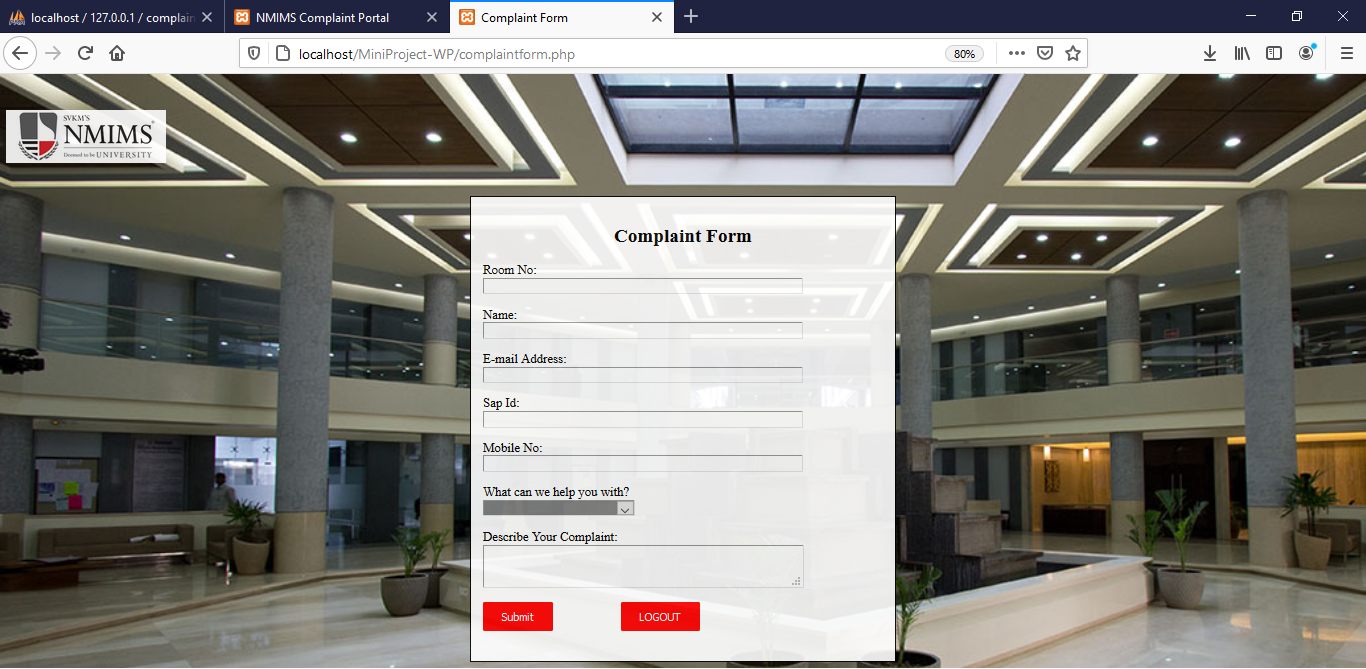 localhost / 127.0.0.1 / complain
NMIMS Complaint Portal
Complaint Form
localhost/MiniProject-WP/complaintform.php
80%
SVKM'S
NMIMS
Deemed to be UNIVERSITY
Complaint Form
Room No:
Name:
E-mail Address:
Sap Id:
Mobile No:
What can we help you with?
Describe Your Complaint:
Submit
LOGOUT